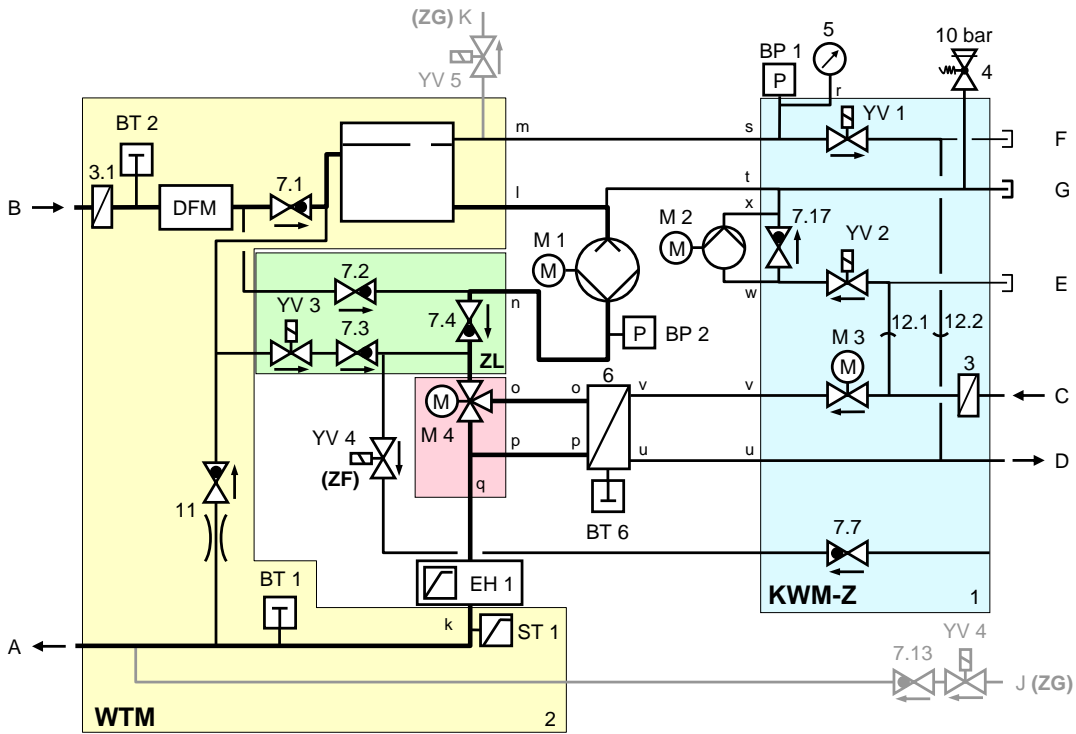 (ZG) K
YV 5
5
10 bar
BP 1
P
4
r
YV 1
BT 2
3.1
m
s
F
7.1
B
DFM
t
G
l
x
M 2
7.17
YV 2
M
M 1
M
w
E
7.2
YV 3
n
7.4
7.3
P
BP 2
12.1
12.2
ZL
M 3
M
3
6
o
o
v
v
C
M
M 4
YV 4
p
p
u
u
D
(ZF)
q
11
BT 6
7.7
EH 1
BT 1
KWM-Z
1
k
ST 1
A
YV 4
7.13
J (ZG)
WTM
2